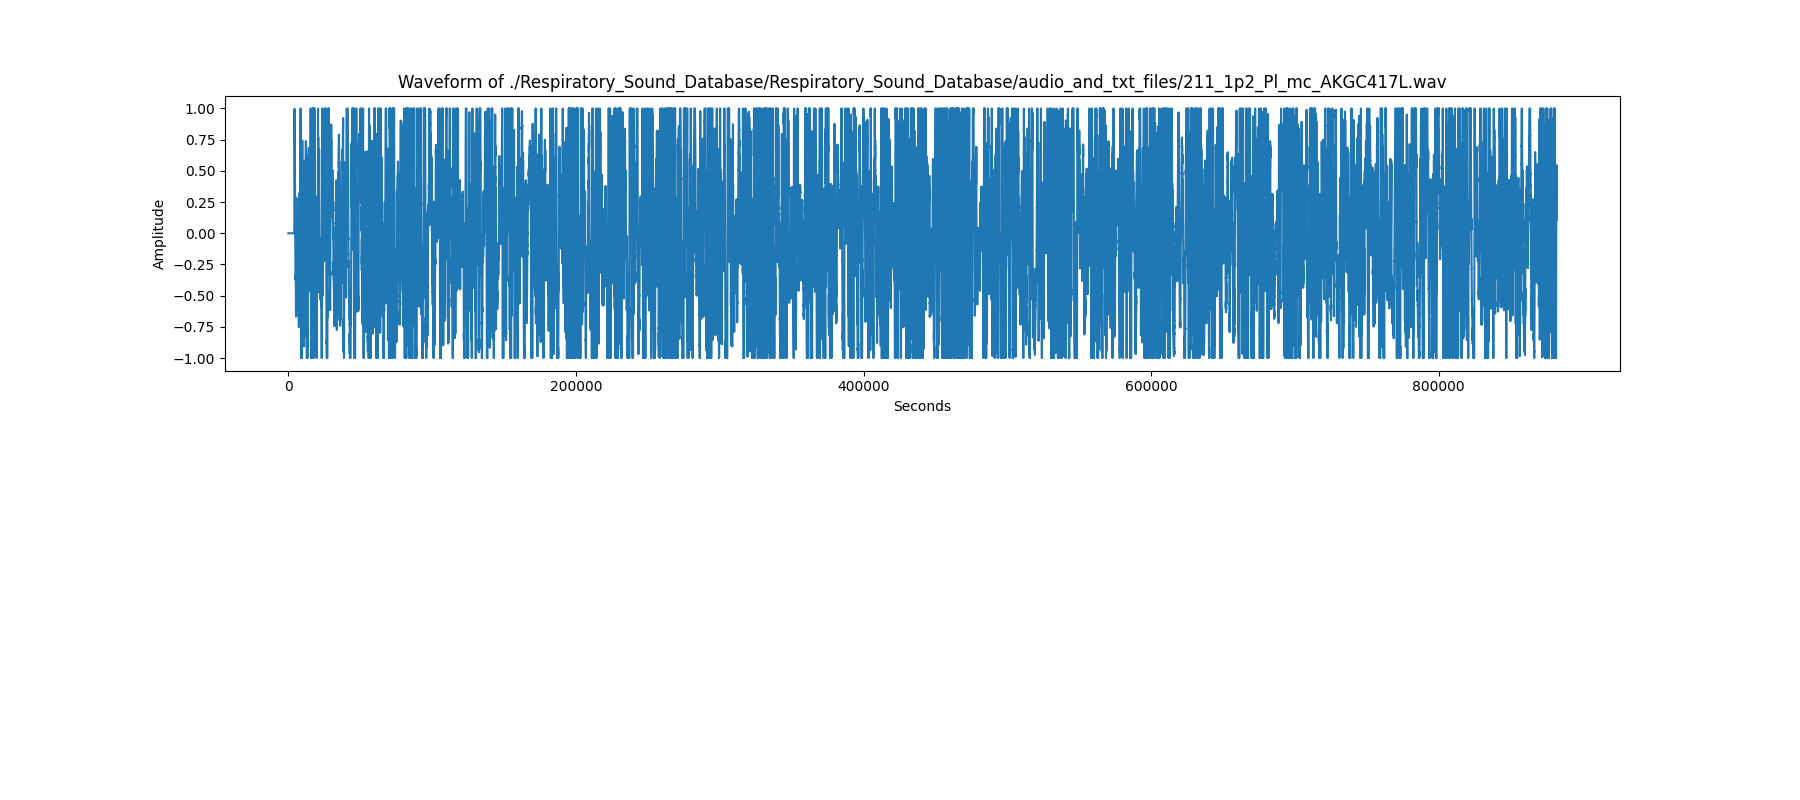 Waveform of ./Respiratory_Sound_Database/Respiratory_Sound_Database/audio_and_txt_files/211_1p2_Pl_mc_AKGC417L.wav
1.00
0.75
0.50
0.25
0.00
−0.25
−0.50
−0.75
−1.00
Amplitude
0 200000 400000 600000 800000
Seconds